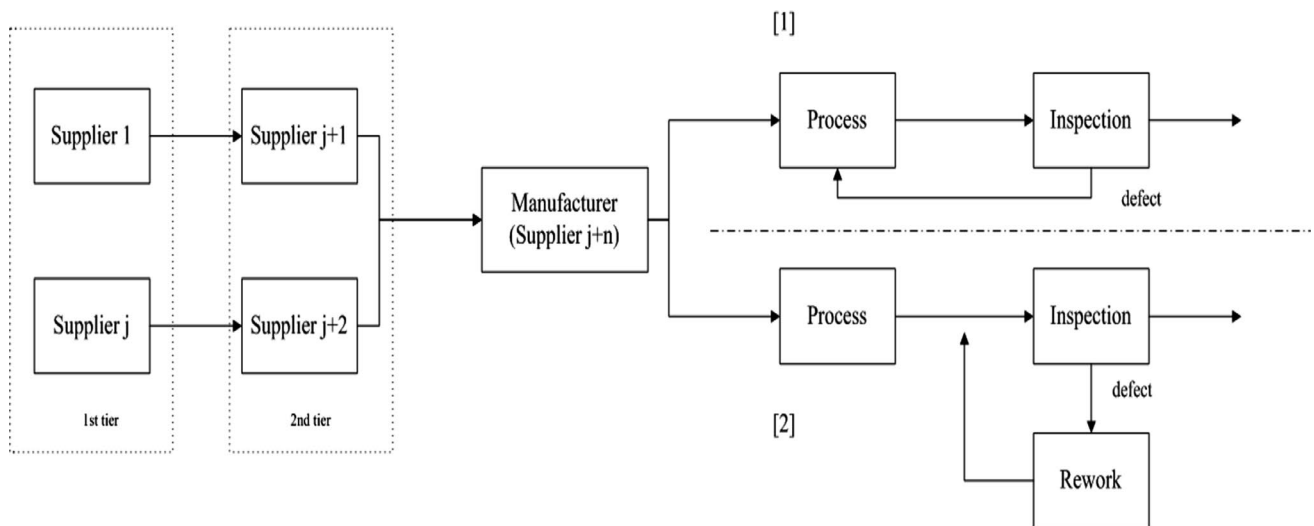 [1]
Supplier 1
Supplier j+1
Process
Inspection
defect
Manufacturer
(Supplier j+n)
Supplier j
Supplier j+2
Process
Inspection
defect
1st tier
2nd tier
[2]
Rework